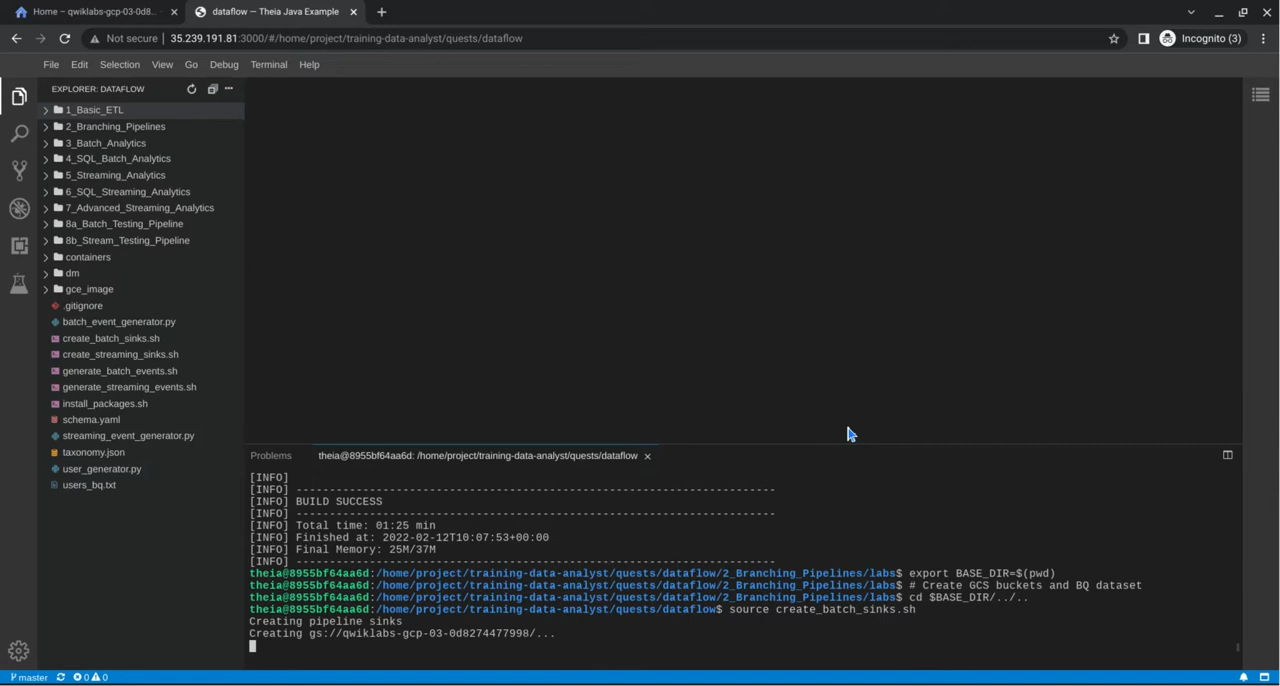 Home – qwiklabs-gcp-03-0d8...
dataflow — Theia Java Example
Not secure
35.239.191.81:3000/#/home/project/training-data-analyst/quests/dataflow
Incognito (3)
File Edit Selection View Go Debug Terminal Help
EXPLORER: DATAFLOW
1_Basic_ETL
2_Branching_Pipelines
3_Batch_Analytics
4_SQL_Batch_Analytics
5_Streaming_Analytics
6_SQL_Streaming_Analytics
7_Advanced_Streaming_Analytics
8a_Batch_Testing_Pipeline
8b_Stream_Testing_Pipeline
containers
dm
gce_image
.gitignore
batch_event_generator.py
create_batch_sinks.sh
create_streaming_sinks.sh
generate_batch_events.sh
generate_streaming_events.sh
install_packages.sh
schema.yaml
streaming_event_generator.py
taxonomy.json
user_generator.py
users_bq.txt
Problems
theia@8955bf64aa6d: /home/project/training-data-analyst/quests/dataflow
[INFO]
[INFO] ------------------------------------------------------------------------
[INFO] BUILD SUCCESS
[INFO] ------------------------------------------------------------------------
[INFO] Total time: 01:25 min
[INFO] Finished at: 2022-02-12T10:07:53+00:00
[INFO] Final Memory: 25M/37M
[INFO] ------------------------------------------------------------------------
theia@8955bf64aa6d:/home/project/training-data-analyst/quests/dataflow/2_Branching_Pipelines/labs$ export BASE_DIR=$(pwd)
theia@8955bf64aa6d:/home/project/training-data-analyst/quests/dataflow/2_Branching_Pipelines/labs$ # Create GCS buckets and BQ dataset
theia@8955bf64aa6d:/home/project/training-data-analyst/quests/dataflow/2_Branching_Pipelines/labs$ cd $BASE_DIR/../..
theia@8955bf64aa6d:/home/project/training-data-analyst/quests/dataflow$ source create_batch_sinks.sh
Creating pipeline sinks
Creating gs://qwiklabs-gcp-03-0d8274477998/...
master 0 0